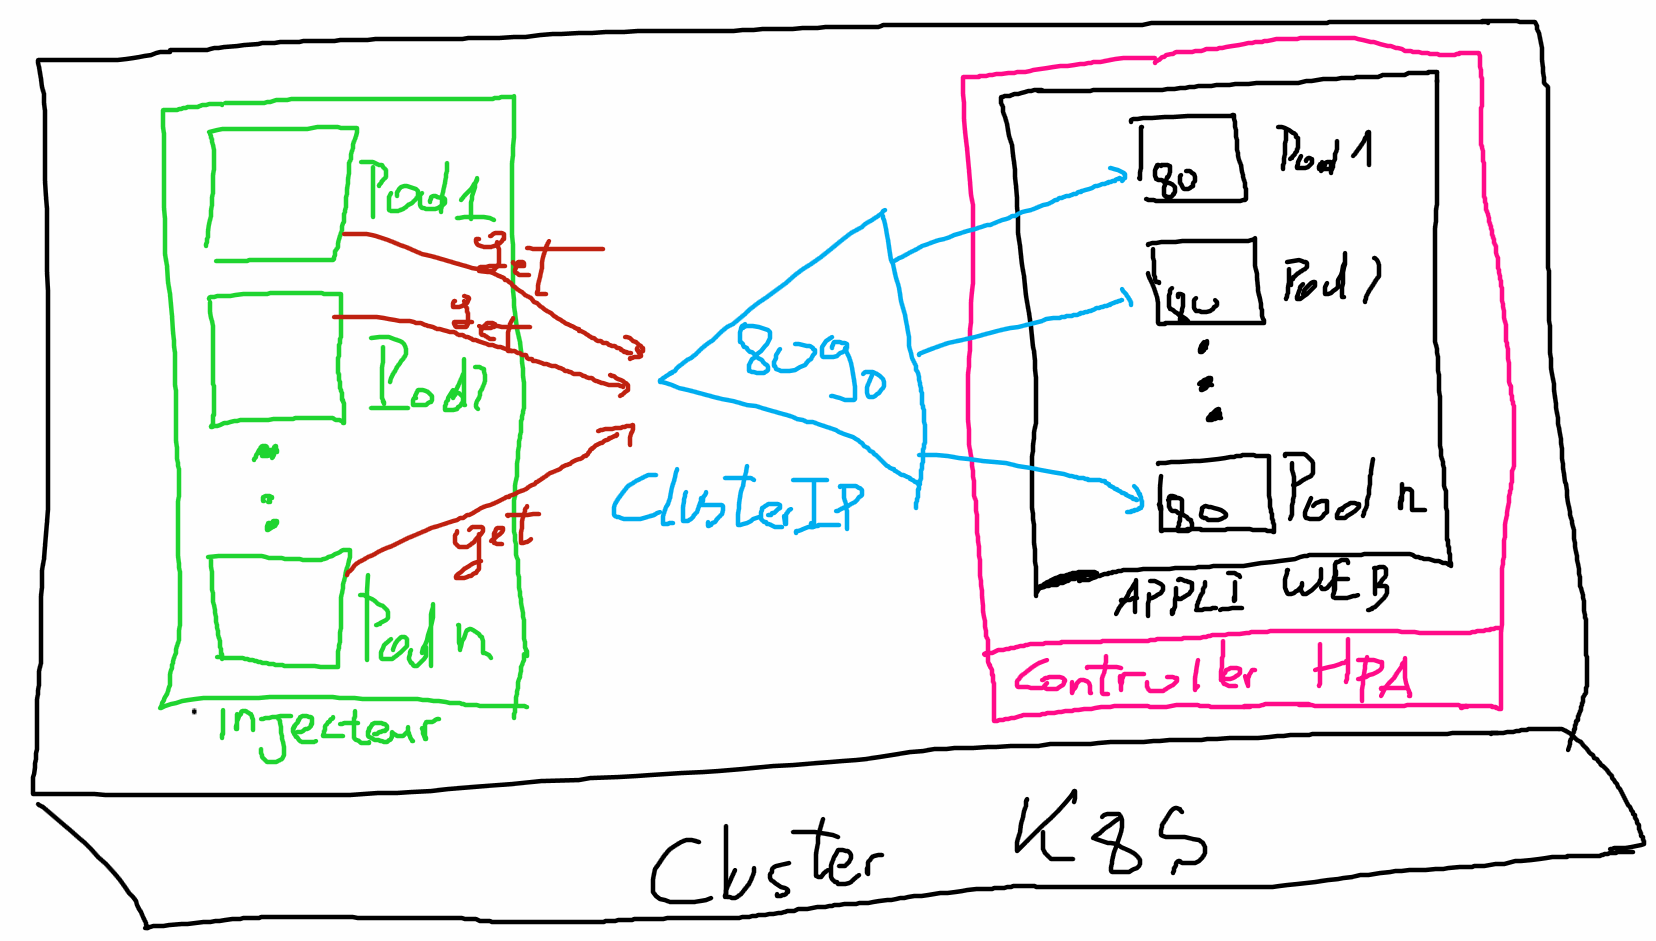 Pod 1
get
get
Pod 2
get
Pod n
injecteur
8090
ClusterIP
80
Pod 1
80
Pod 2
80
Pod n
APPLI WEB
Controller HPA
Cluster K8S